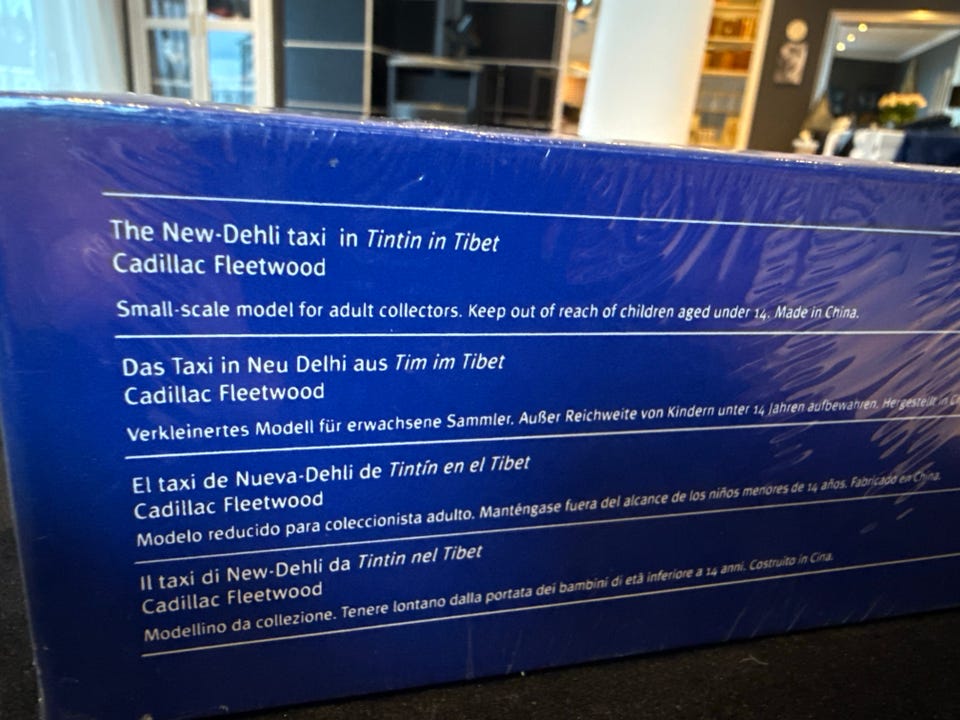 The New-Dehli taxi in Tintin in Tibet
Cadillac Fleetwood
Small-scale model for adult collectors. Keep out of reach of children aged under 14. Made in China.
Das Taxi in Neu Delhi aus Tim im Tibet
Cadillac Fleetwood
Verkleinertes Modell für erwachsene Sammler. Außer Reichweite von Kindern unter 14 Jahren aufbewahren. Hergestellt in
El taxi de Nueva-Dehli de Tintín en el Tibet
Cadillac Fleetwood
Modelo reducido para coleccionista adulto. Manténgase fuera del alcance de los niños menores de 14 años. Fabricado en China.
Il taxi di New-Dehli da Tintin nel Tibet
Cadillac Fleetwood
Modellino da collezione. Tenere lontano dalla portata dei bambini di età inferiore a 14 anni. Costruito in Cina.